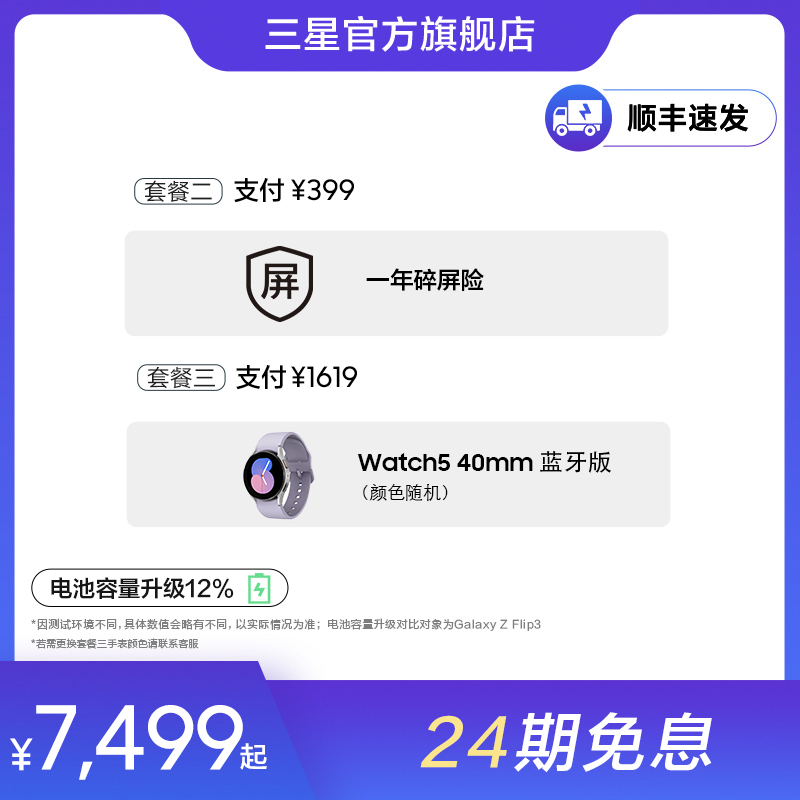 三星官方旗舰店
顺丰速发
套餐二 支付 ¥399
屏 一年碎屏险
套餐三 支付 ¥1619
Watch5 40mm 蓝牙版
（颜色随机）
电池容量升级12%
*因测试环境不同，具体数值会略有不同，以实际情况为准；电池容量升级对比对象为Galaxy Z Flip3
*若需更换套餐三手表颜色请联系客服
¥7,499起 24期免息